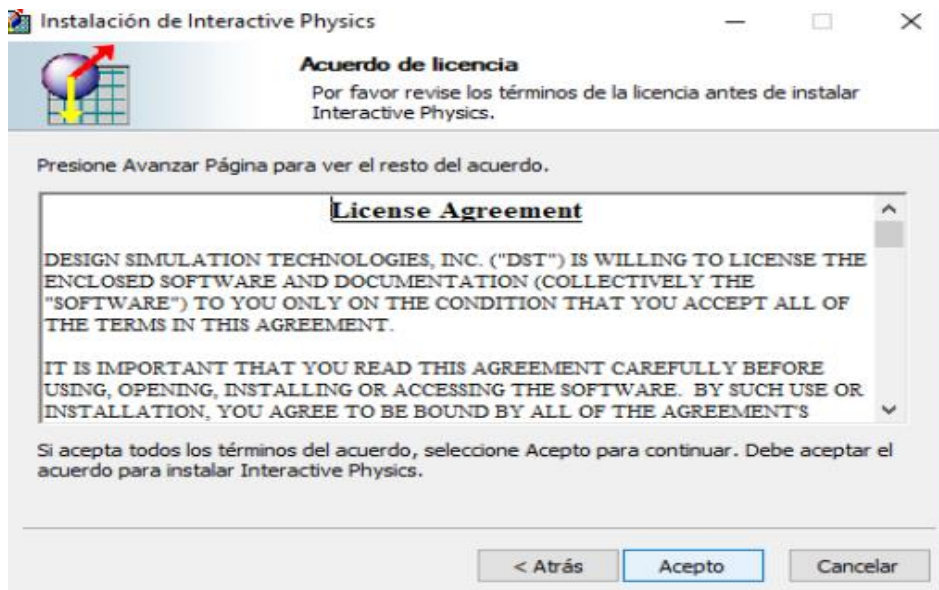 Instalación de Interactive Physics
Acuerdo de licencia
Por favor revise los términos de la licencia antes de instalar
Interactive Physics.
Presione Avanzar Página para ver el resto del acuerdo.
License Agreement
DESIGN SIMULATION TECHNOLOGIES, INC. ("DST") IS WILLING TO LICENSE THE
ENCLOSED SOFTWARE AND DOCUMENTATION (COLLECTIVELY THE
"SOFTWARE") TO YOU ONLY ON THE CONDITION THAT YOU ACCEPT ALL OF
THE TERMS IN THIS AGREEMENT.
IT IS IMPORTANT THAT YOU READ THIS AGREEMENT CAREFULLY BEFORE
USING, OPENING, INSTALLING OR ACCESSING THE SOFTWARE.  BY SUCH USE OR
INSTALLATION, YOU AGREE TO BE BOUND BY ALL OF THE AGREEMENT'S
Si acepta todos los términos del acuerdo, seleccione Acepto para continuar. Debe aceptar el
acuerdo para instalar Interactive Physics.
< Atrás
Acepto
Cancelar